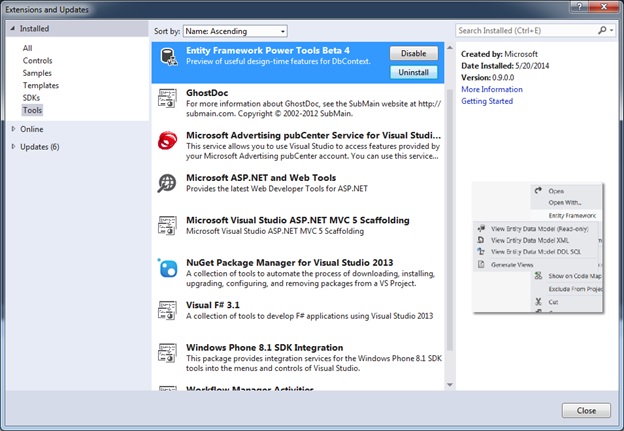 Extensions and Updates
Installed
All
Controls
Samples
Templates
SDKs
Tools
Online
Updates (6)
Sort by: Name: Ascending
Entity Framework Power Tools Beta 4
Preview of useful design-time features for DbContext.
Disable
Uninstall
GhostDoc
For more information about GhostDoc, see the SubMain website at http://
submain.com. Copyright © 2002-2012 SubMain.
Microsoft Advertising pubCenter Service for Visual Studi...
This service allows you to use Visual Studio to access features provided by
your Microsoft Advertising pubCenter account. You can use this service...
Microsoft ASP.NET and Web Tools
Provides the latest Web Developer Tools for ASP.NET
Microsoft Visual Studio ASP.NET MVC 5 Scaffolding
Microsoft Visual Studio ASP.NET MVC 5 Scaffolding
NuGet Package Manager for Visual Studio 2013
A collection of tools to automate the process of downloading, installing,
upgrading, configuring, and removing packages from a VS Project.
Visual F# 3.1
A collection of tools to develop F# applications using Visual Studio 2013
Windows Phone 8.1 SDK Integration
This package provides integration services for the Windows Phone 8.1 SDK
tools into the menus and controls of Visual Studio.
Workflow Manager Activities
Search Installed (Ctrl+E)
Created by: Microsoft
Date Installed: 5/20/2014
Version: 0.9.0.0
More Information
Getting Started
Open
Open With...
Entity Framework
View Entity Data Model (Read-only)
View Entity Data Model XML
View Entity Data Model DDL SQL
Generate Views
Show on Code Map
Exclude From Projec
Cut
Close